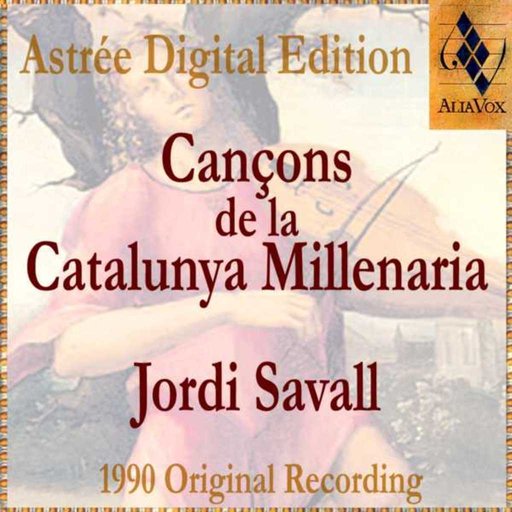 Astrée Digital Edition
ALIAVOX
Cançons
de la
Catalunya Millenaria
Jordi Savall
1990 Original Recording